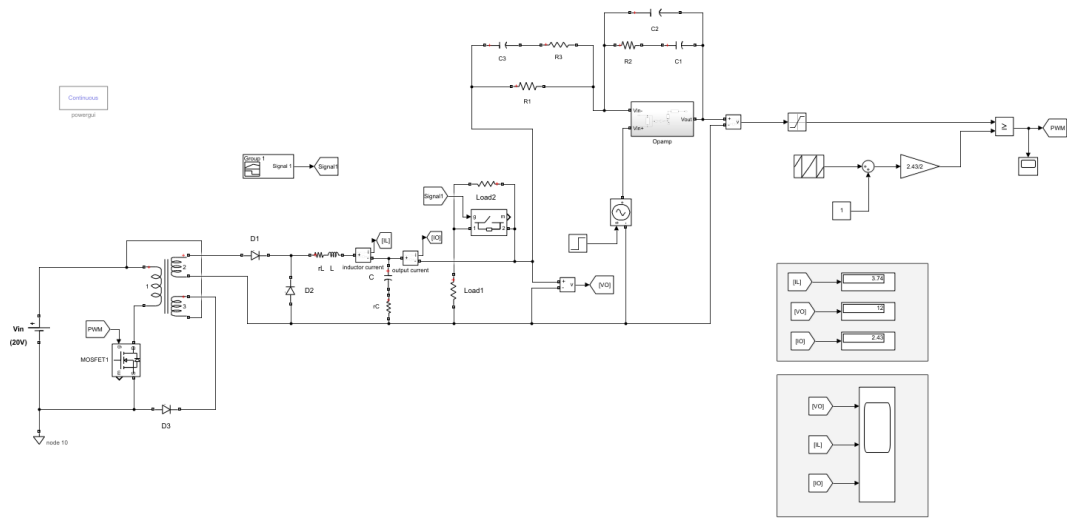 C2
C3
R3
R2
C1
R1
Continuous
powergui
Vin-
Vin+
Vout
Opamp
+
-
v
PWM
Group 1
Signal 1
Signal1
2.43/2
Load2
Signal1
g
m
1
2
1
D1
[IL]
[IO]
rL
L
inductor current
output current
C
D2
rC
Load1
+
-
v
[VO]
2
1
3
Vin
(20V)
PWM
MOSFET1
D3
node 10
[IL]
3.74
[VO]
12
[IO]
2.43
[VO]
[IL]
[IO]